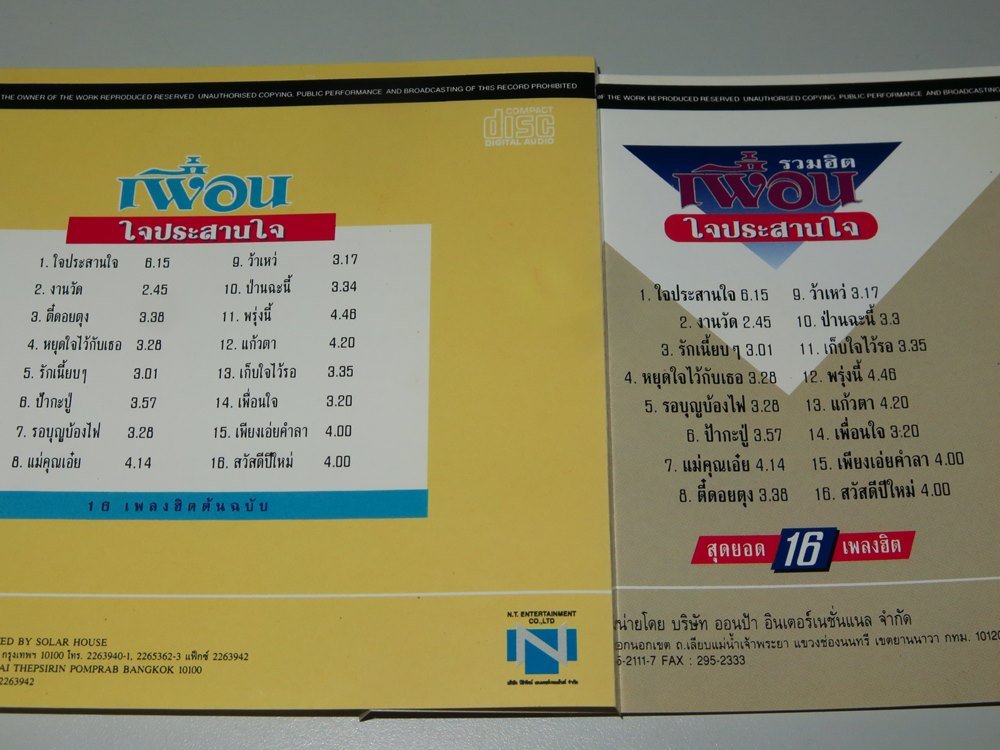 THE OWNER OF THE WORK REPRODUCED RESERVED UNAUTHORISED COPYING. PUBLIC PERFORMANCE AND BROADCASTING OF THIS RECORD PROHIBITED
COMPACT
disc
DIGITAL AUDIO
เพื่อน
ใจประสานใจ
1. ใจประสานใจ 6.15
2. งานวัด 2.45
3. ตี๋ดอยตุง 3.38
4. หยุดใจไว้กับเธอ 3.28
5. รักเนี้ยบๆ 3.01
6. ป้ากะปู่ 3.57
7. รอบุญบ้องไฟ 3.28
8. แม่คุณเอ๋ย 4.14
9. ว้าเหว่ 3.17
10. ป่านฉะนี้ 3.34
11. พรุ่งนี้ 4.46
12. แก้วตา 4.20
13. เก็บใจไว้รอ 3.35
14. เพื่อนใจ 3.20
15. เพียงเอ่ยคำลา 4.00
16. สวัสดีปีใหม่ 4.00
16 เพลงฮิตต้นฉบับ
TED BY SOLAR HOUSE
กรุงเทพฯ 10100 โทร. 2263940-1, 2265362-3 แฟ็กซ์ 2263942
AI THEPSIRIN POMPRAB BANGKOK 10100
2263942
N.T. ENTERTAINMENT
CO.,LTD
N
OF THE WORK REPRODUCED RESERVED UNAUTHORISED COPYING. PUBLIC PERFORMANCE AND BROADCASTING
รวมฮิต
เพื่อน
ใจประสานใจ
1. ใจประสานใจ 6.15
2. งานวัด 2.45
3. รักเนี้ยบๆ 3.01
4. หยุดใจไว้กับเธอ 3.28
5. รอบุญบ้องไฟ 3.28
6. ป้ากะปู่ 3.57
7. แม่คุณเอ๋ย 4.14
8. ตี๋ดอยตุง 3.38
9. ว้าเหว่ 3.17
10. ป่านฉะนี้ 3.3
11. เก็บใจไว้รอ 3.35
12. พรุ่งนี้ 4.46
13. แก้วตา 4.20
14. เพื่อนใจ 3.20
15. เพียงเอ่ยคำลา 4.00
16. สวัสดีปีใหม่ 4.00
สุดยอด 16 เพลงฮิต
น่ายโดย บริษัท ออนป้า อินเตอร์เนชั่นแนล จำกัด
อกนอกเขต ถ.เลียบแม่น้ำเจ้าพระยา แขวงช่องนนทรี เขตยานนาวา กทม. 10120
5-2111-7 FAX : 295-2333